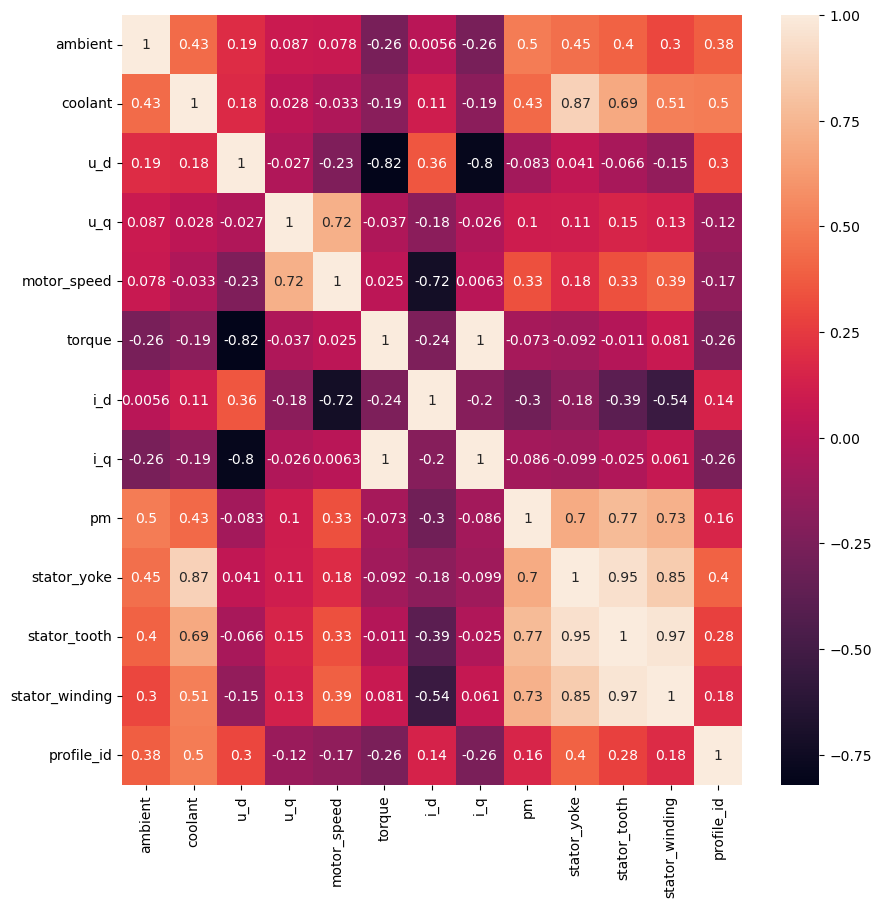 ambient 1 0.43 0.19 0.087 0.078 -0.26 0.0056 -0.26 0.5 0.45 0.4 0.3 0.38
coolant 0.43 1 0.18 0.028 -0.033 -0.19 0.11 -0.19 0.43 0.87 0.69 0.51 0.5
u_d 0.19 0.18 1 -0.027 -0.23 -0.82 0.36 -0.8 -0.083 0.041 -0.066 -0.15 0.3
u_q 0.087 0.028 -0.027 1 0.72 -0.037 -0.18 -0.026 0.1 0.11 0.15 0.13 -0.12
motor_speed 0.078 -0.033 -0.23 0.72 1 0.025 -0.72 0.0063 0.33 0.18 0.33 0.39 -0.17
torque -0.26 -0.19 -0.82 -0.037 0.025 1 -0.24 1 -0.073 -0.092 -0.011 0.081 -0.26
i_d 0.0056 0.11 0.36 -0.18 -0.72 -0.24 1 -0.2 -0.3 -0.18 -0.39 -0.54 0.14
i_q -0.26 -0.19 -0.8 -0.026 0.0063 1 -0.2 1 -0.086 -0.099 -0.025 0.061 -0.26
pm 0.5 0.43 -0.083 0.1 0.33 -0.073 -0.3 -0.086 1 0.7 0.77 0.73 0.16
stator_yoke 0.45 0.87 0.041 0.11 0.18 -0.092 -0.18 -0.099 0.7 1 0.95 0.85 0.4
stator_tooth 0.4 0.69 -0.066 0.15 0.33 -0.011 -0.39 -0.025 0.77 0.95 1 0.97 0.28
stator_winding 0.3 0.51 -0.15 0.13 0.39 0.081 -0.54 0.061 0.73 0.85 0.97 1 0.18
profile_id 0.38 0.5 0.3 -0.12 -0.17 -0.26 0.14 -0.26 0.16 0.4 0.28 0.18 1
ambient
coolant
u_d
u_q
motor_speed
torque
i_d
i_q
pm
stator_yoke
stator_tooth
stator_winding
profile_id
1.00
0.75
0.50
0.25
0.00
−0.25
−0.50
−0.75